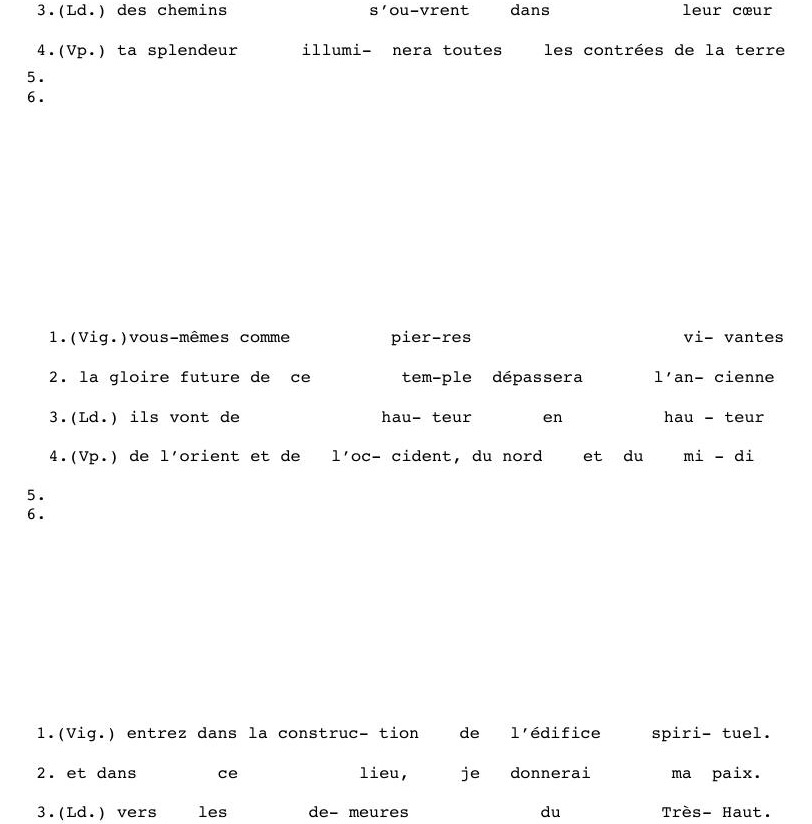 3.(Ld.) des chemins s’ou-vrent dans leur cœur
4.(Vp.) ta splendeur illumi- nera toutes les contrées de la terre
5.
6.
1.(Vig.)vous-mêmes comme pier-res vi- vantes
2. la gloire future de ce tem-ple dépassera l’an- cienne
3.(Ld.) ils vont de hau- teur en hau - teur
4.(Vp.) de l’orient et de l’oc- cident, du nord et du mi - di
5.
6.
1.(Vig.) entrez dans la construc- tion de l’édifice spiri- tuel.
2. et dans ce lieu, je donnerai ma paix.
3.(Ld.) vers les de- meures du Très- Haut.